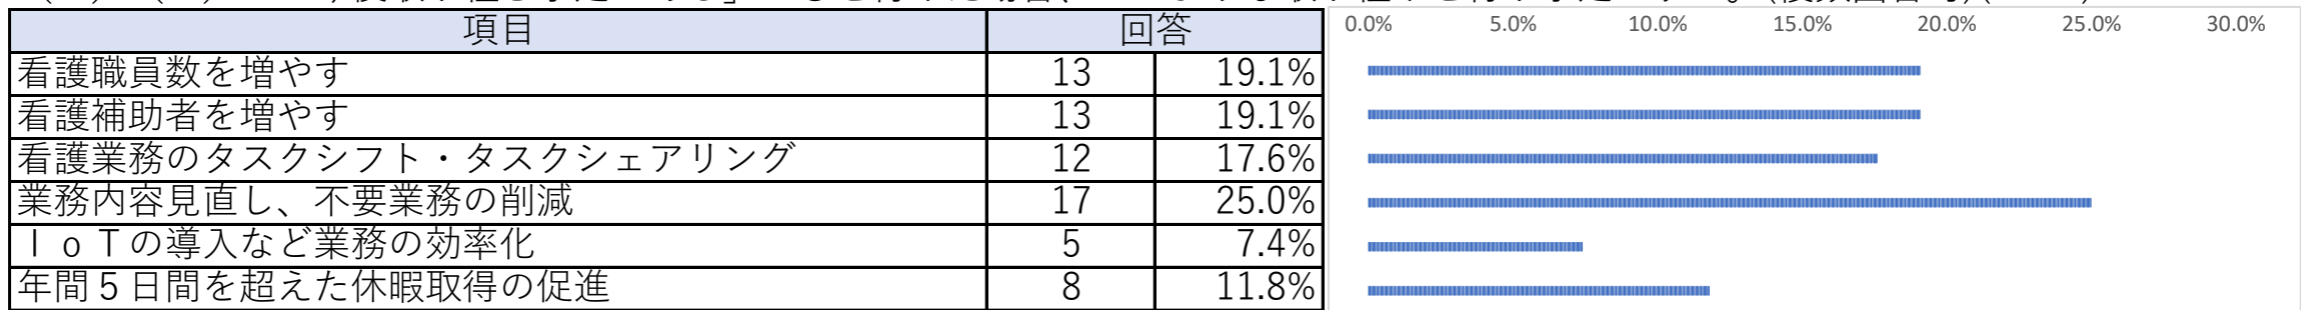 項目 回答
看護職員数を増やす 13 19.1%
看護補助者を増やす 13 19.1%
看護業務のタスクシフト・タスクシェアリング 12 17.6%
業務内容見直し、不要業務の削減 17 25.0%
ＩｏＴの導入など業務の効率化 5 7.4%
年間５日間を超えた休暇取得の促進 8 11.8%
0.0% 5.0% 10.0% 15.0% 20.0% 25.0% 30.0%